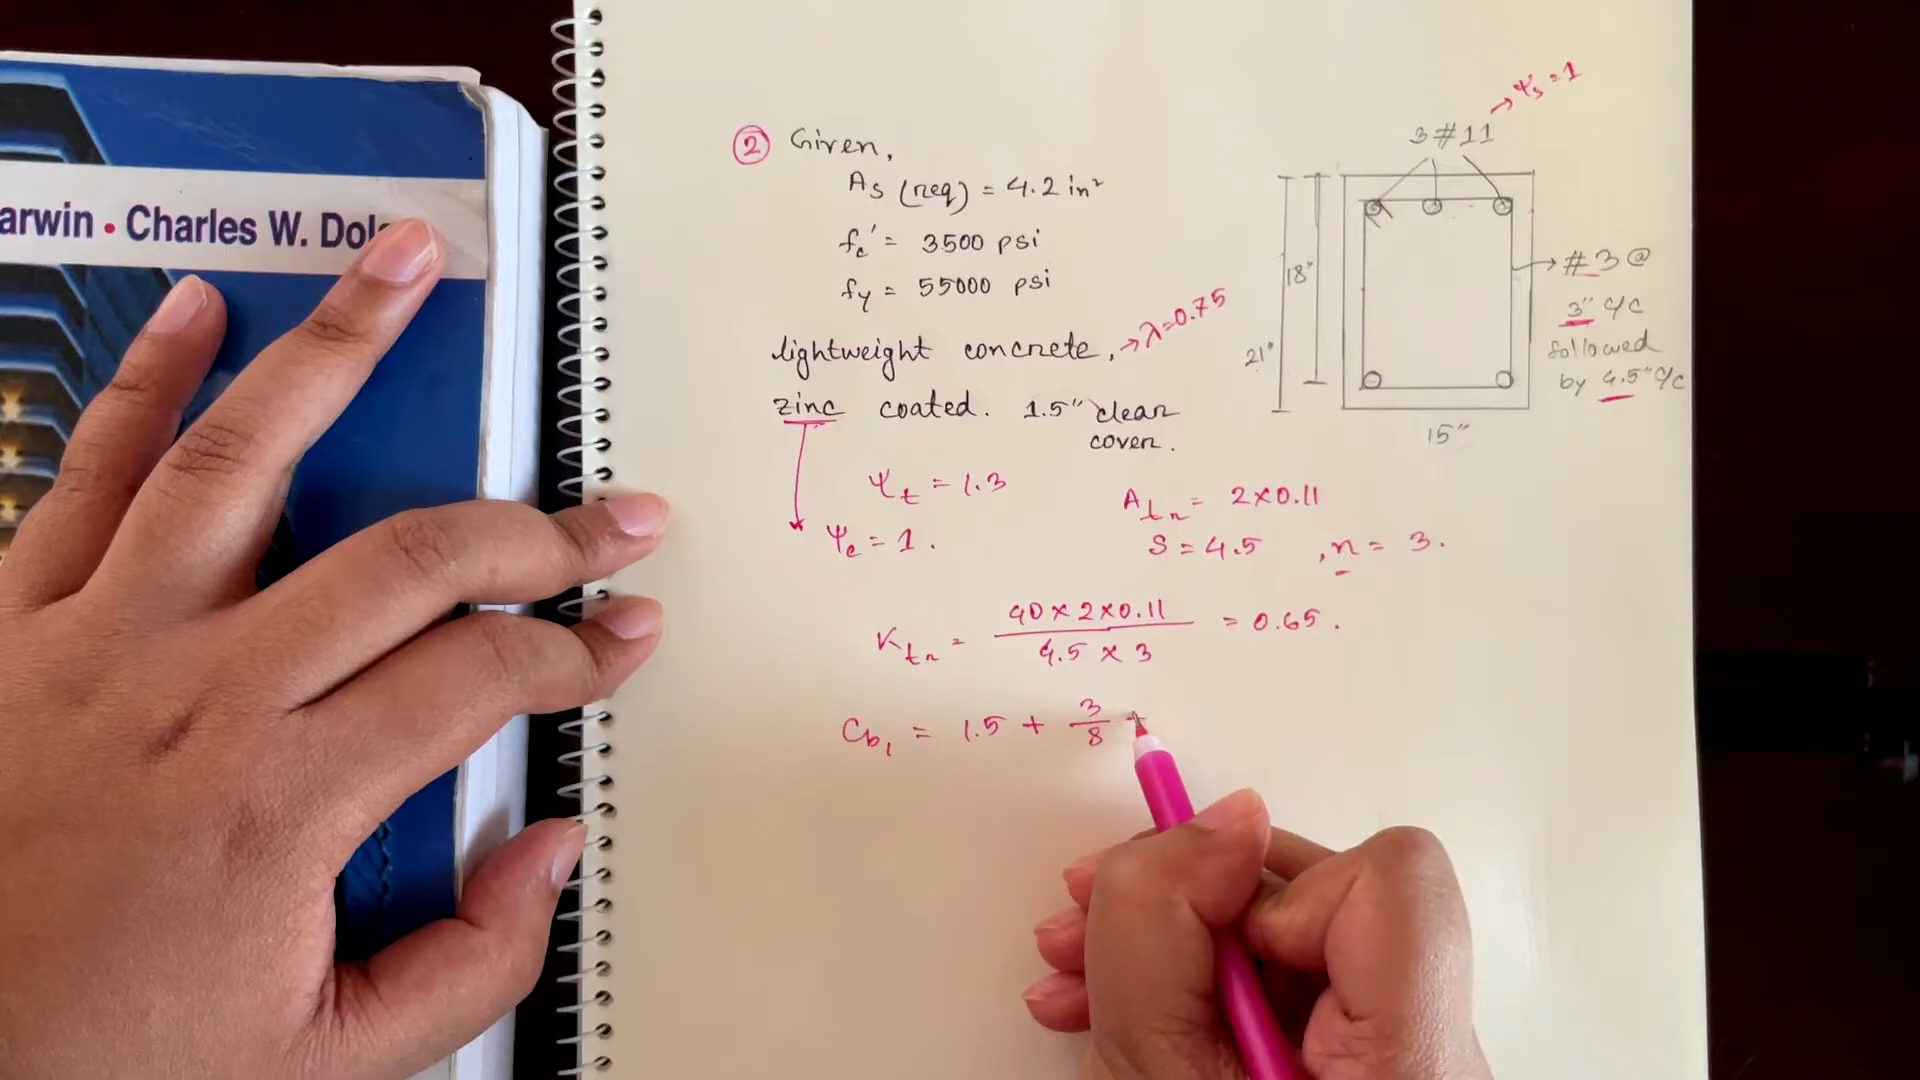 arwin • Charles W. Dol
② Given,
As (req) = 4.2 in²
fc' = 3500 psi
fy = 55000 psi
lightweight concrete, → λ=0.75
zinc coated. 1.5" clear
cover.
ψt = 1.3
ψe = 1.
Atr = 2×0.11
S = 4.5 , n = 3.
Ktr = (40 × 2×0.11)/(4.5 × 3) = 0.65.
Cb1 = 1.5 + 3/8 +
→ ψs = 1
3#11
18"
21"
15"
→ #3 @
3" c/c
followed
by 4.5" c/c